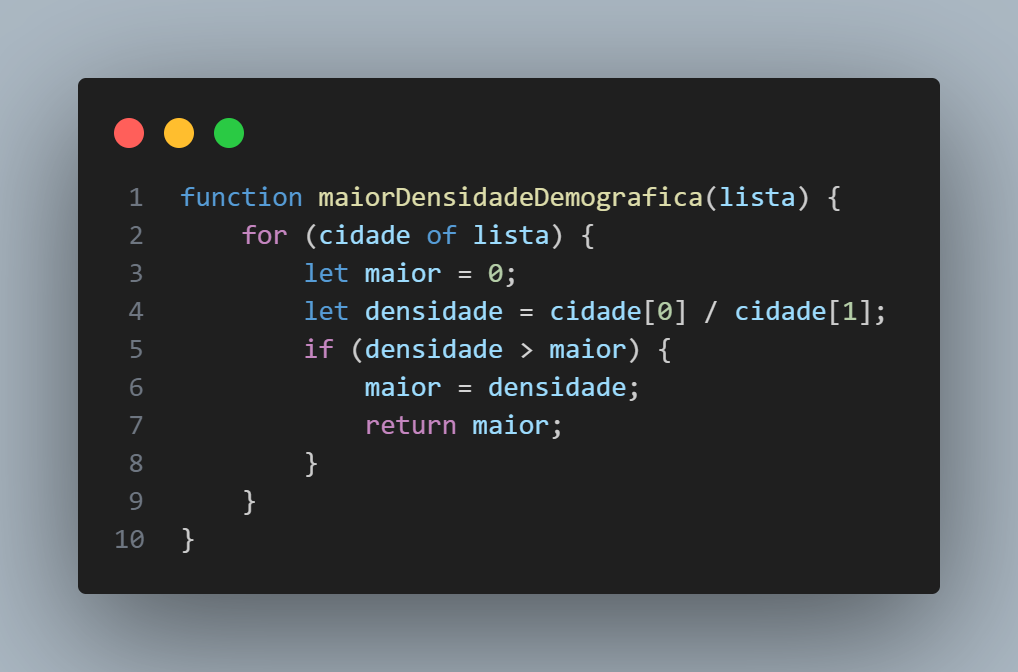 1 function maiorDensidadeDemografica(lista) {
2     for (cidade of lista) {
3         let maior = 0;
4         let densidade = cidade[0] / cidade[1];
5         if (densidade > maior) {
6             maior = densidade;
7             return maior;
8         }
9     }
10 }